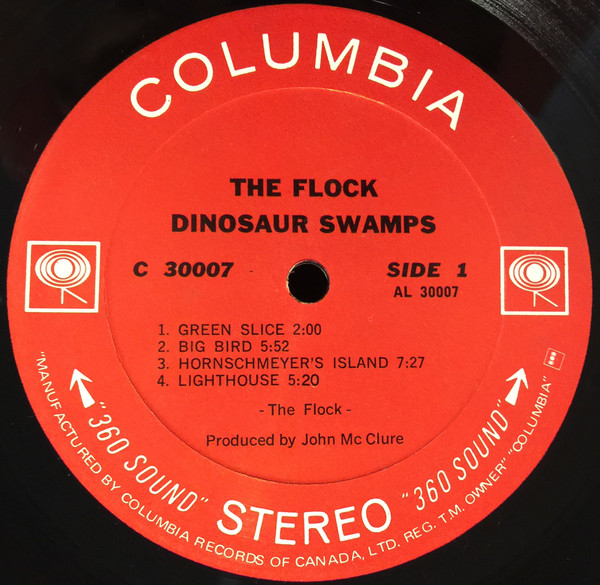 COLUMBIA
THE FLOCK
DINOSAUR SWAMPS
C 30007
SIDE 1
AL 30007
1. GREEN SLICE 2:00
2. BIG BIRD 5:52
3. HORNSCHMEYER'S ISLAND 7:27
4. LIGHTHOUSE 5:20
- The Flock -
Produced by John Mc Clure
"360 SOUND" STEREO "360 SOUND"
"MANUFACTURED BY COLUMBIA RECORDS OF CANADA, LTD. REG. T.M. OWNER" "COLUMBIA"